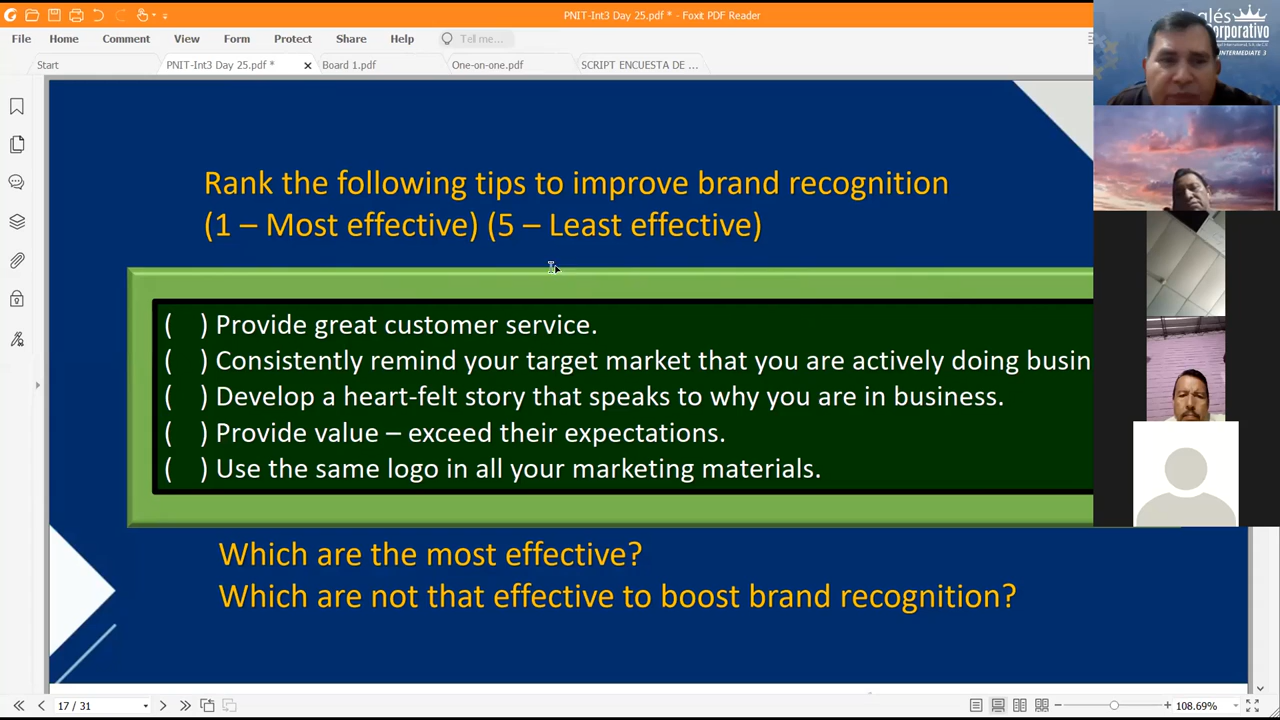 PNIT-Int3 Day 25.pdf * - Foxit PDF Reader
File Home Comment View Form Protect Share Help Tell me...
Start PNIT-Int3 Day 25.pdf * Board 1.pdf One-on-one.pdf SCRIPT ENCUESTA DE ...
inglés
Corporativo
INTERMEDIATE 3
Rank the following tips to improve brand recognition
(1 – Most effective) (5 – Least effective)
( ) Provide great customer service.
( ) Consistently remind your target market that you are actively doing busin
( ) Develop a heart-felt story that speaks to why you are in business.
( ) Provide value – exceed their expectations.
( ) Use the same logo in all your marketing materials.
Which are the most effective?
Which are not that effective to boost brand recognition?
17 / 31
108.69%